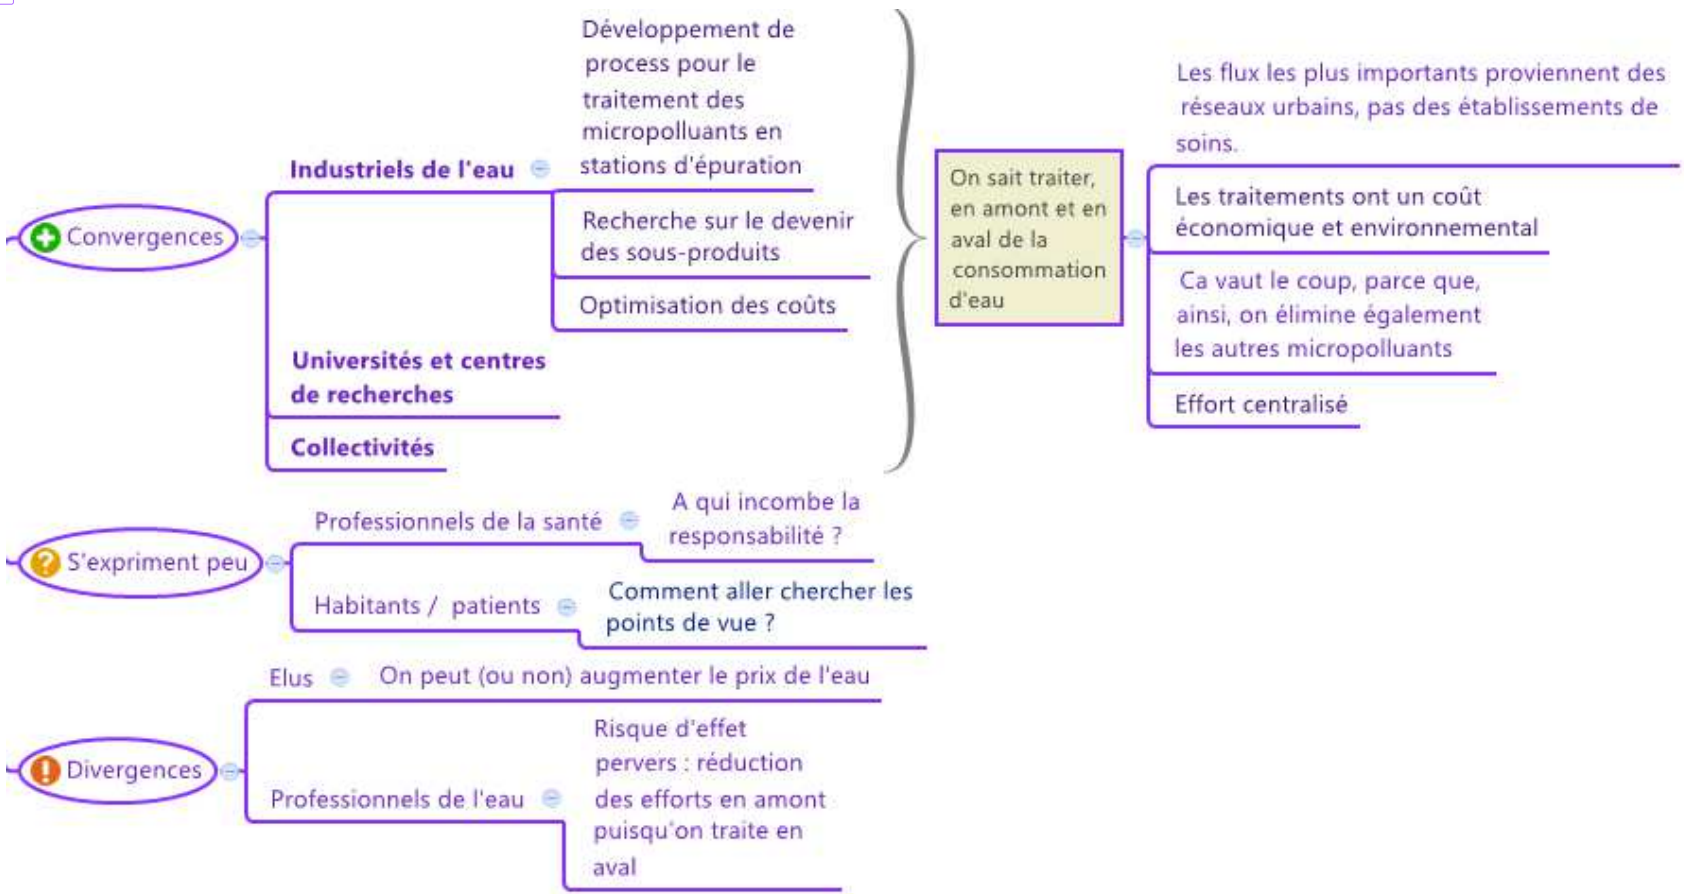 Convergences
Industriels de l'eau
Développement de
process pour le
traitement des
micropolluants en
stations d'épuration
Recherche sur le devenir
des sous-produits
Optimisation des coûts
Universités et centres
de recherches
Collectivités
On sait traiter,
en amont et en
aval de la
consommation
d'eau
Les flux les plus importants proviennent des
réseaux urbains, pas des établissements de
soins.
Les traitements ont un coût
économique et environnemental
Ca vaut le coup, parce que,
ainsi, on élimine également
les autres micropolluants
Effort centralisé
S'expriment peu
Professionnels de la santé
A qui incombe la
responsabilité ?
Habitants / patients
Comment aller chercher les
points de vue ?
Divergences
Elus
On peut (ou non) augmenter le prix de l'eau
Professionnels de l'eau
Risque d'effet
pervers : réduction
des efforts en amont
puisqu'on traite en
aval